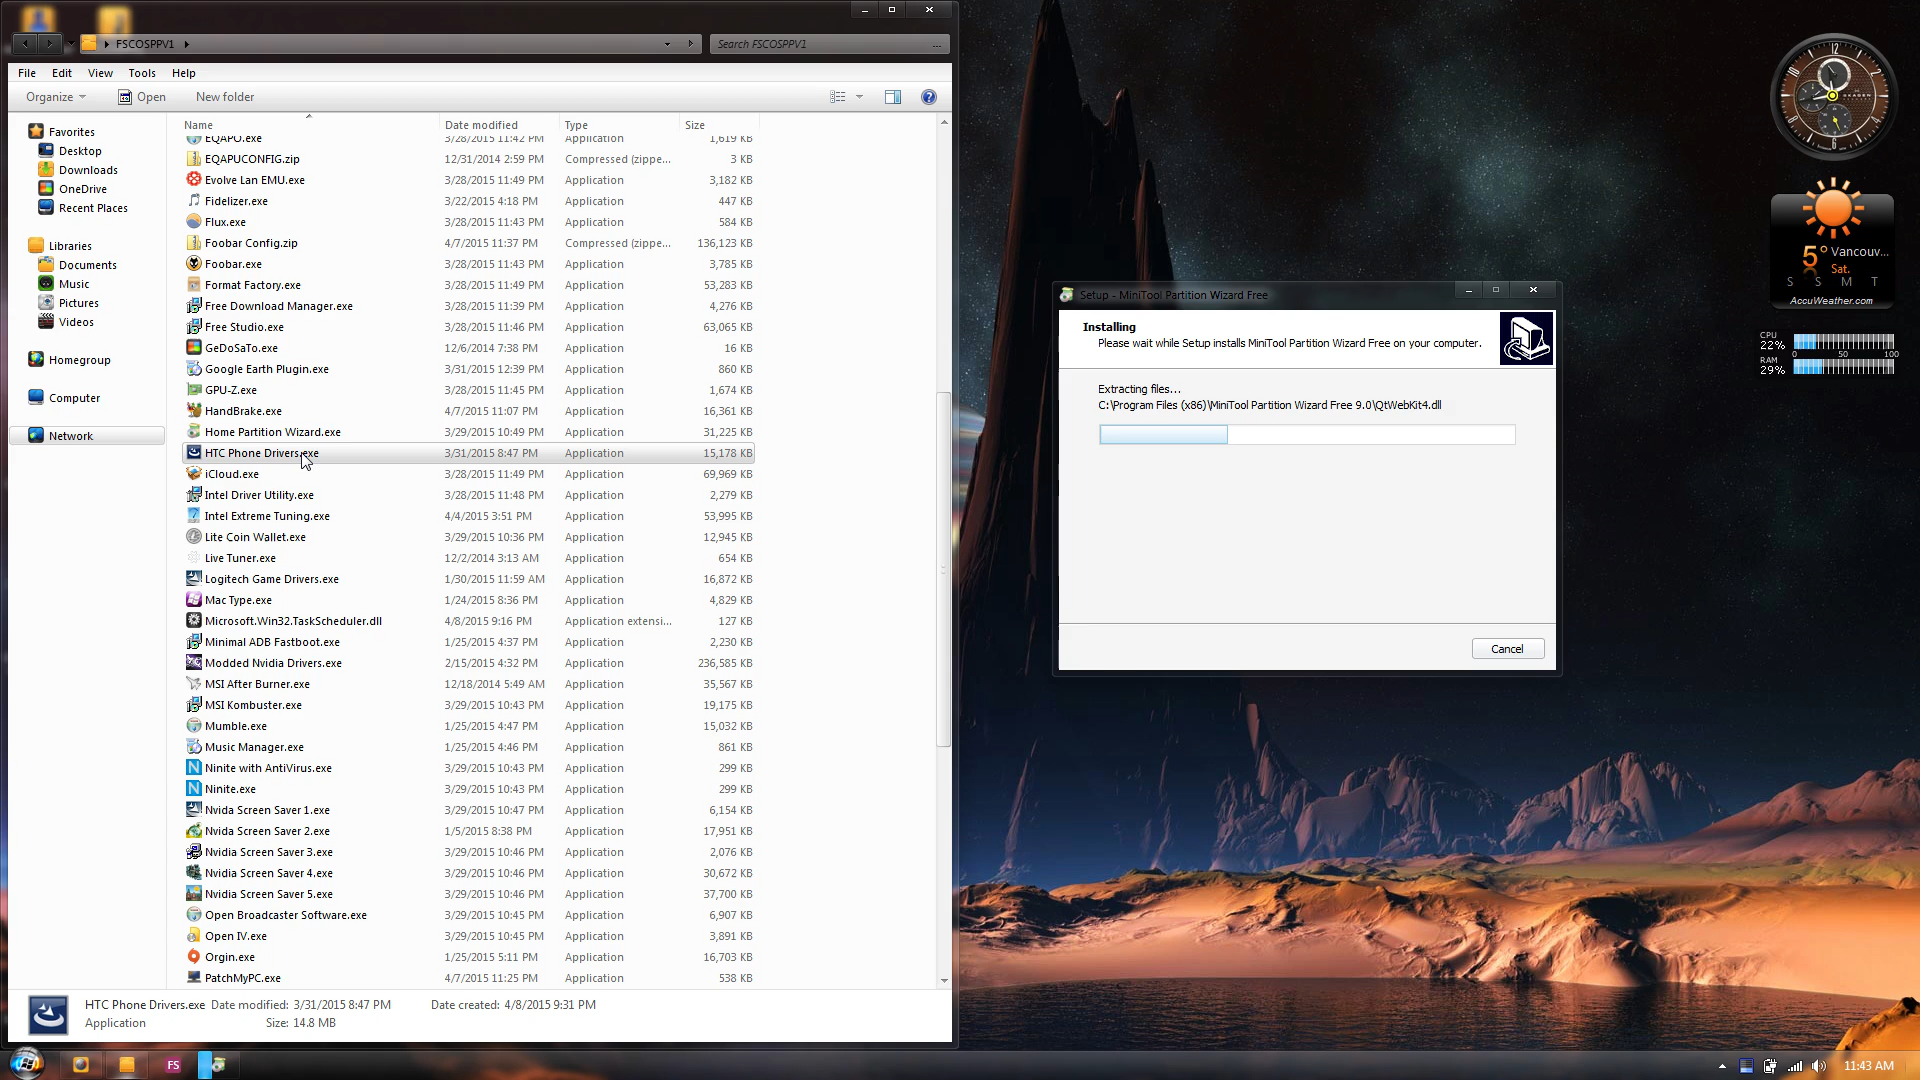 FSCOSPPV1
Search FSCOSPPV1
File Edit View Tools Help
Organize Open New folder
Name Date modified Type Size
Favorites
Desktop
Downloads
OneDrive
Recent Places
Libraries
Documents
Music
Pictures
Videos
Homegroup
Computer
Network
EQAPO.exe 3/28/2015 11:42 PM Application 1,619 KB
EQAPUCONFIG.zip 12/31/2014 2:59 PM Compressed (zippe... 3 KB
Evolve Lan EMU.exe 3/28/2015 11:49 PM Application 3,182 KB
Fidelizer.exe 3/22/2015 4:18 PM Application 447 KB
Flux.exe 3/28/2015 11:43 PM Application 584 KB
Foobar Config.zip 4/7/2015 11:37 PM Compressed (zippe... 136,123 KB
Foobar.exe 3/28/2015 11:43 PM Application 3,785 KB
Format Factory.exe 3/28/2015 11:49 PM Application 53,283 KB
Free Download Manager.exe 3/28/2015 11:39 PM Application 4,276 KB
Free Studio.exe 3/28/2015 11:46 PM Application 63,065 KB
GeDoSaTo.exe 12/6/2014 7:38 PM Application 16 KB
Google Earth Plugin.exe 3/31/2015 12:39 PM Application 860 KB
GPU-Z.exe 3/28/2015 11:45 PM Application 1,674 KB
HandBrake.exe 4/7/2015 11:07 PM Application 16,361 KB
Home Partition Wizard.exe 3/29/2015 10:49 PM Application 31,225 KB
HTC Phone Drivers.exe 3/31/2015 8:47 PM Application 15,178 KB
iCloud.exe 3/28/2015 11:49 PM Application 69,969 KB
Intel Driver Utility.exe 3/28/2015 11:48 PM Application 2,279 KB
Intel Extreme Tuning.exe 4/4/2015 3:51 PM Application 53,995 KB
Lite Coin Wallet.exe 3/29/2015 10:36 PM Application 12,945 KB
Live Tuner.exe 12/2/2014 3:13 AM Application 654 KB
Logitech Game Drivers.exe 1/30/2015 11:59 AM Application 16,872 KB
Mac Type.exe 1/24/2015 8:36 PM Application 4,829 KB
Microsoft.Win32.TaskScheduler.dll 4/8/2015 9:16 PM Application extensi... 127 KB
Minimal ADB Fastboot.exe 1/25/2015 4:37 PM Application 2,230 KB
Modded Nvidia Drivers.exe 2/15/2015 4:32 PM Application 236,585 KB
MSI After Burner.exe 12/18/2014 5:49 AM Application 35,567 KB
MSI Kombuster.exe 3/29/2015 10:43 PM Application 19,175 KB
Mumble.exe 1/25/2015 4:47 PM Application 15,032 KB
Music Manager.exe 1/25/2015 4:46 PM Application 861 KB
Ninite with AntiVirus.exe 3/29/2015 10:43 PM Application 299 KB
Ninite.exe 3/29/2015 10:43 PM Application 299 KB
Nvida Screen Saver 1.exe 3/29/2015 10:47 PM Application 6,154 KB
Nvida Screen Saver 2.exe 1/5/2015 8:38 PM Application 17,951 KB
Nvidia Screen Saver 3.exe 3/29/2015 10:46 PM Application 2,076 KB
Nvidia Screen Saver 4.exe 3/29/2015 10:46 PM Application 30,672 KB
Nvidia Screen Saver 5.exe 3/29/2015 10:46 PM Application 37,700 KB
Open Broadcaster Software.exe 3/29/2015 10:45 PM Application 6,907 KB
Open IV.exe 3/29/2015 10:45 PM Application 3,891 KB
Orgin.exe 1/25/2015 5:11 PM Application 16,703 KB
PatchMyPC.exe 4/7/2015 11:25 PM Application 538 KB
HTC Phone Drivers.exe Date modified: 3/31/2015 8:47 PM Date created: 4/8/2015 9:31 PM
Application Size: 14.8 MB
Setup - MiniTool Partition Wizard Free
Installing
Please wait while Setup installs MiniTool Partition Wizard Free on your computer.
Extracting files...
C:\Program Files (x86)\MiniTool Partition Wizard Free 9.0\QtWebKit4.dll
Cancel
5° Vancouv...
Sat.
S S M T
AccuWeather.com
CPU
22%
0 50 100
RAM
29%
FS
11:43 AM